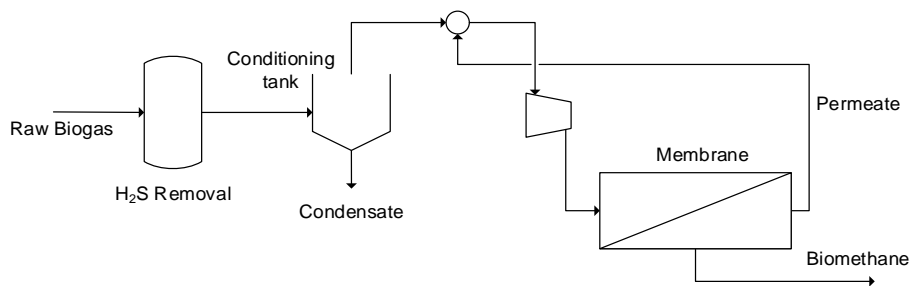 Conditioning
tank
Raw Biogas
H₂S Removal
Condensate
Permeate
Membrane
Biomethane